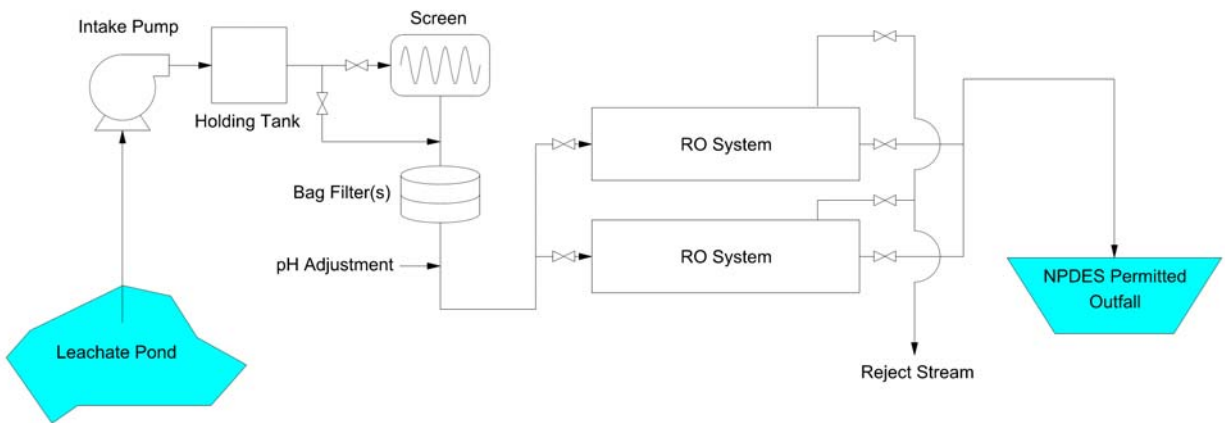 Intake Pump
Screen
Holding Tank
Bag Filter(s)
pH Adjustment
Leachate Pond
RO System
RO System
Reject Stream
NPDES Permitted
Outfall